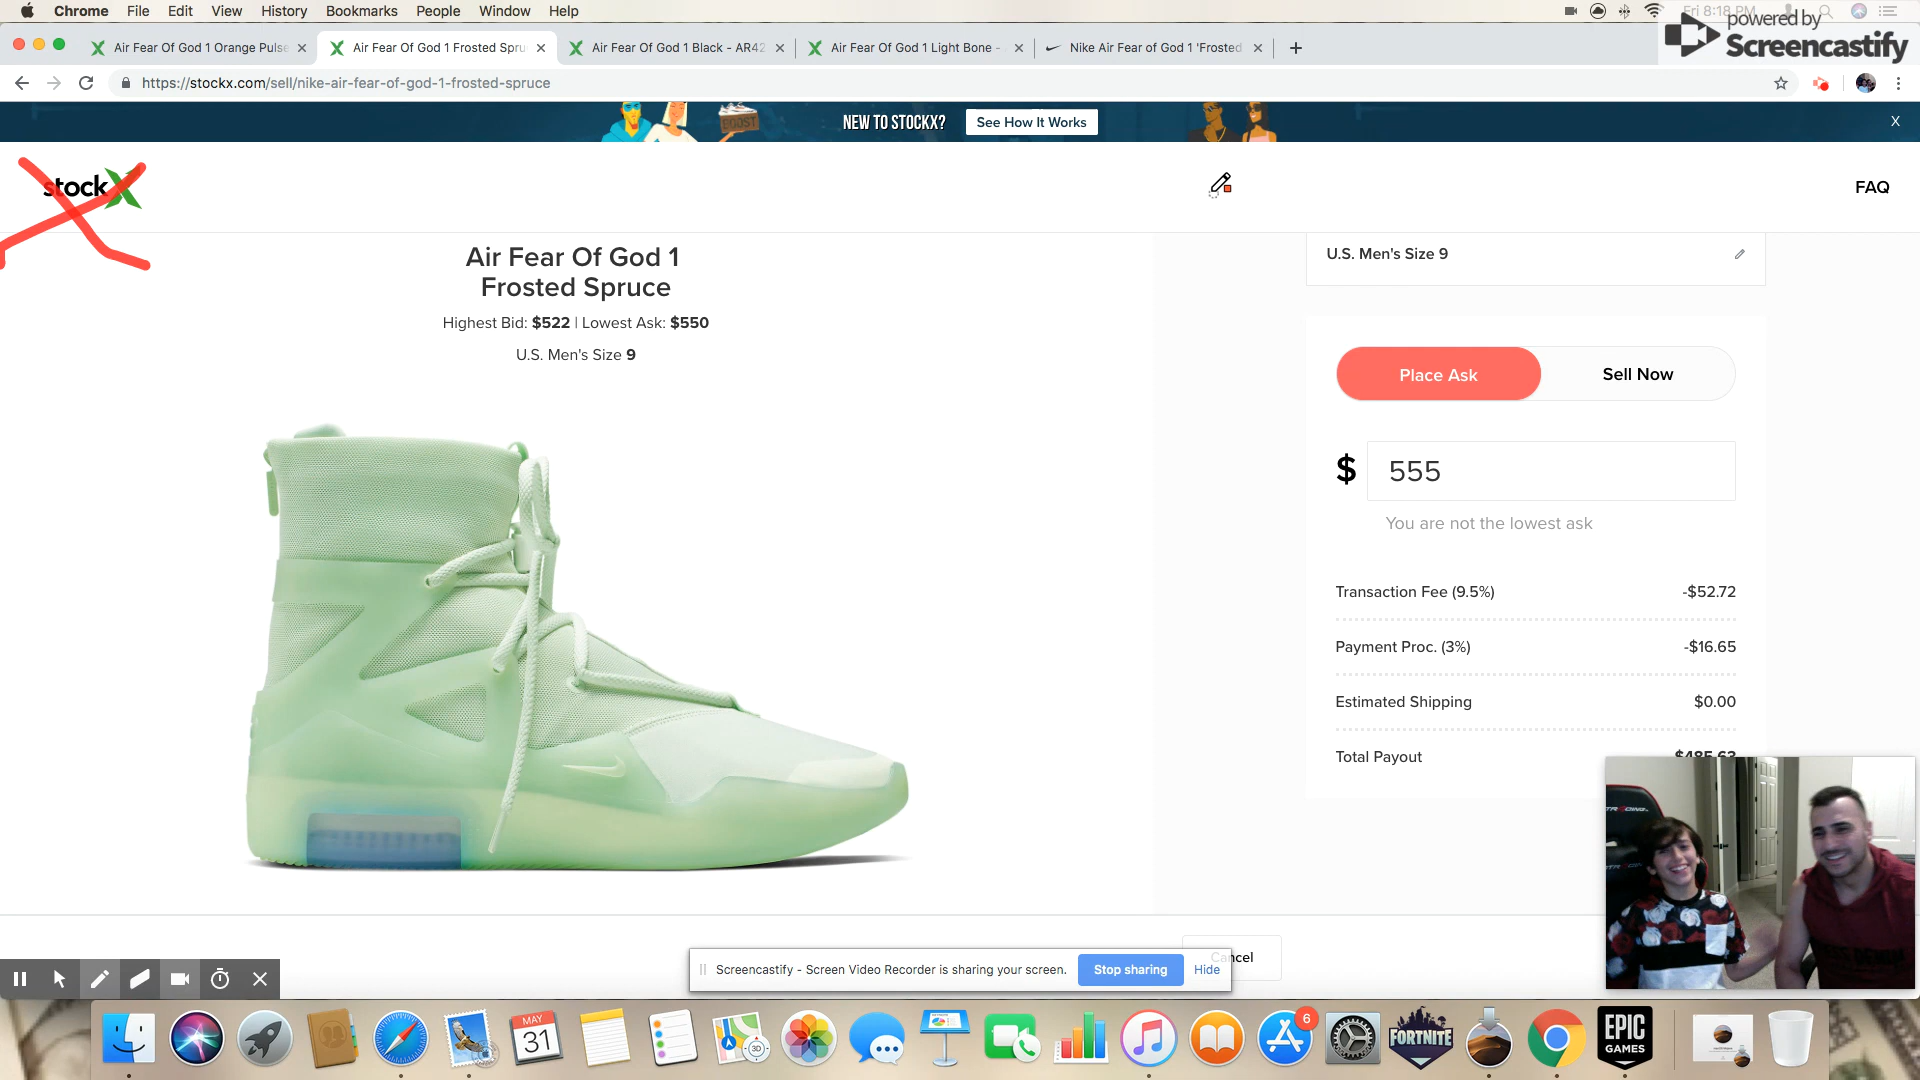 Chrome File Edit View History Bookmarks People Window Help
Fri 8:18 PM
powered by
Screencastify
Air Fear Of God 1 Orange Pulse
Air Fear Of God 1 Frosted Spru
Air Fear Of God 1 Black - AR42
Air Fear Of God 1 Light Bone -
Nike Air Fear of God 1 'Frosted
https://stockx.com/sell/nike-air-fear-of-god-1-frosted-spruce
NEW TO STOCKX?
See How It Works
X
stockX
FAQ
Air Fear Of God 1
Frosted Spruce
Highest Bid: $522 | Lowest Ask: $550
U.S. Men's Size 9
U.S. Men's Size 9
Place Ask
Sell Now
$ 555
You are not the lowest ask
Transaction Fee (9.5%) -$52.72
Payment Proc. (3%) -$16.65
Estimated Shipping $0.00
Total Payout $485.63
Cancel
Screencastify - Screen Video Recorder is sharing your screen.
Stop sharing
Hide
MAY
31
3D
6
FORTNITE
EPIC
GAMES